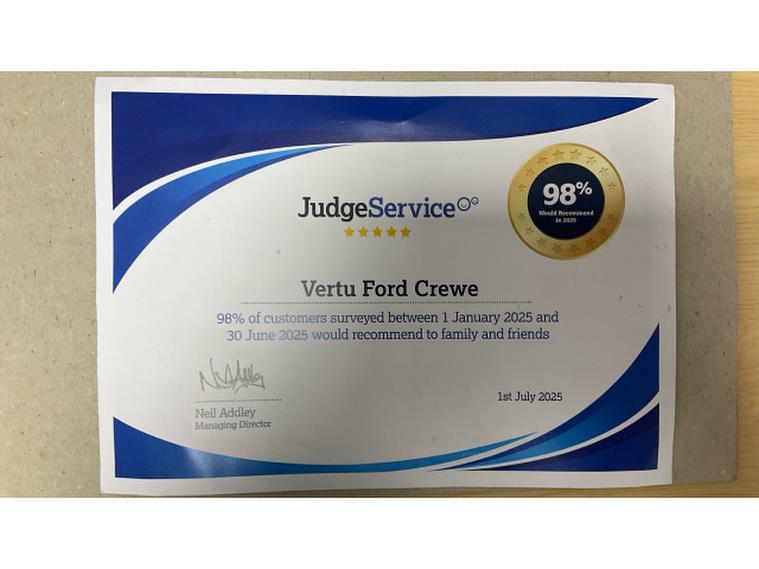 JudgeService
98%
Would Recommend
in 2025
Vertu Ford Crewe
98% of customers surveyed between 1 January 2025 and
30 June 2025 would recommend to family and friends
Neil Addley
Managing Director
1st July 2025